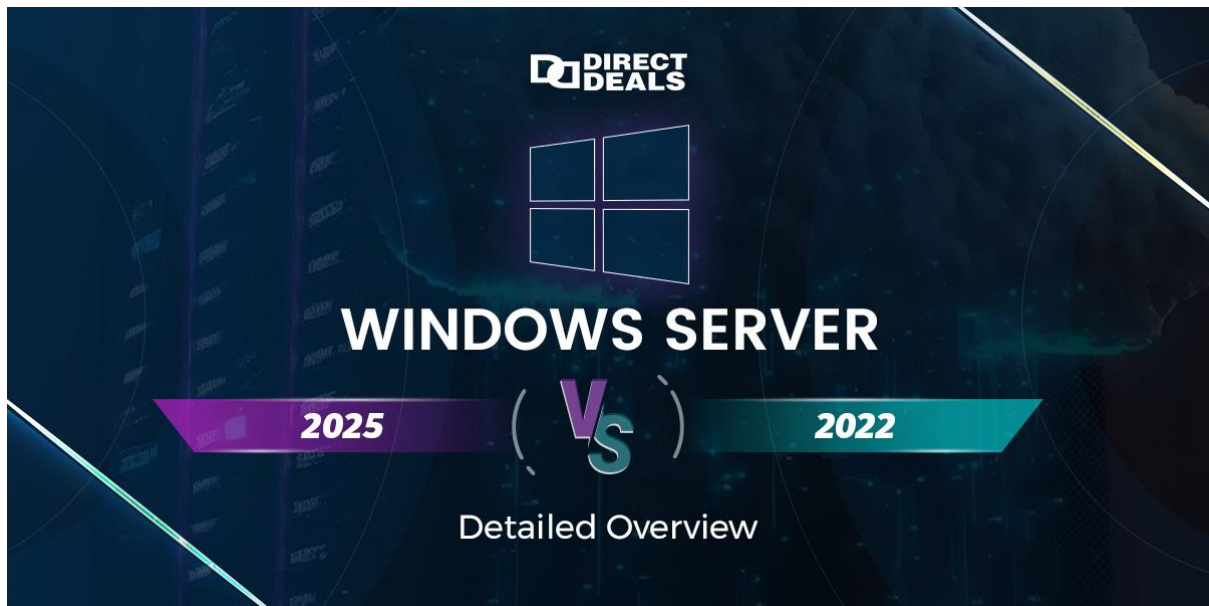 DIRECT
DEALS
WINDOWS SERVER
2025 VS 2022
Detailed Overview